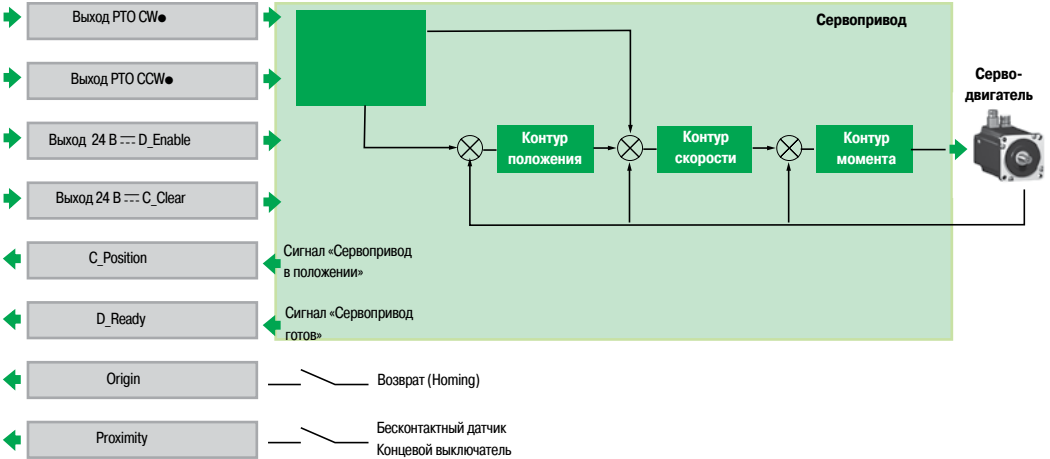 Выход PTO CW●
Сервопривод
Выход PTO CCW●
Серво-
двигатель
Выход 24 В ⎓ D_Enable
Контур
положения
Контур
скорости
Контур
момента
Выход 24 В ⎓ C_Clear
C_Position
Сигнал «Сервопривод
в положении»
D_Ready
Сигнал «Сервопривод
готов»
Origin
Возврат (Homing)
Proximity
Бесконтактный датчик
Концевой выключатель